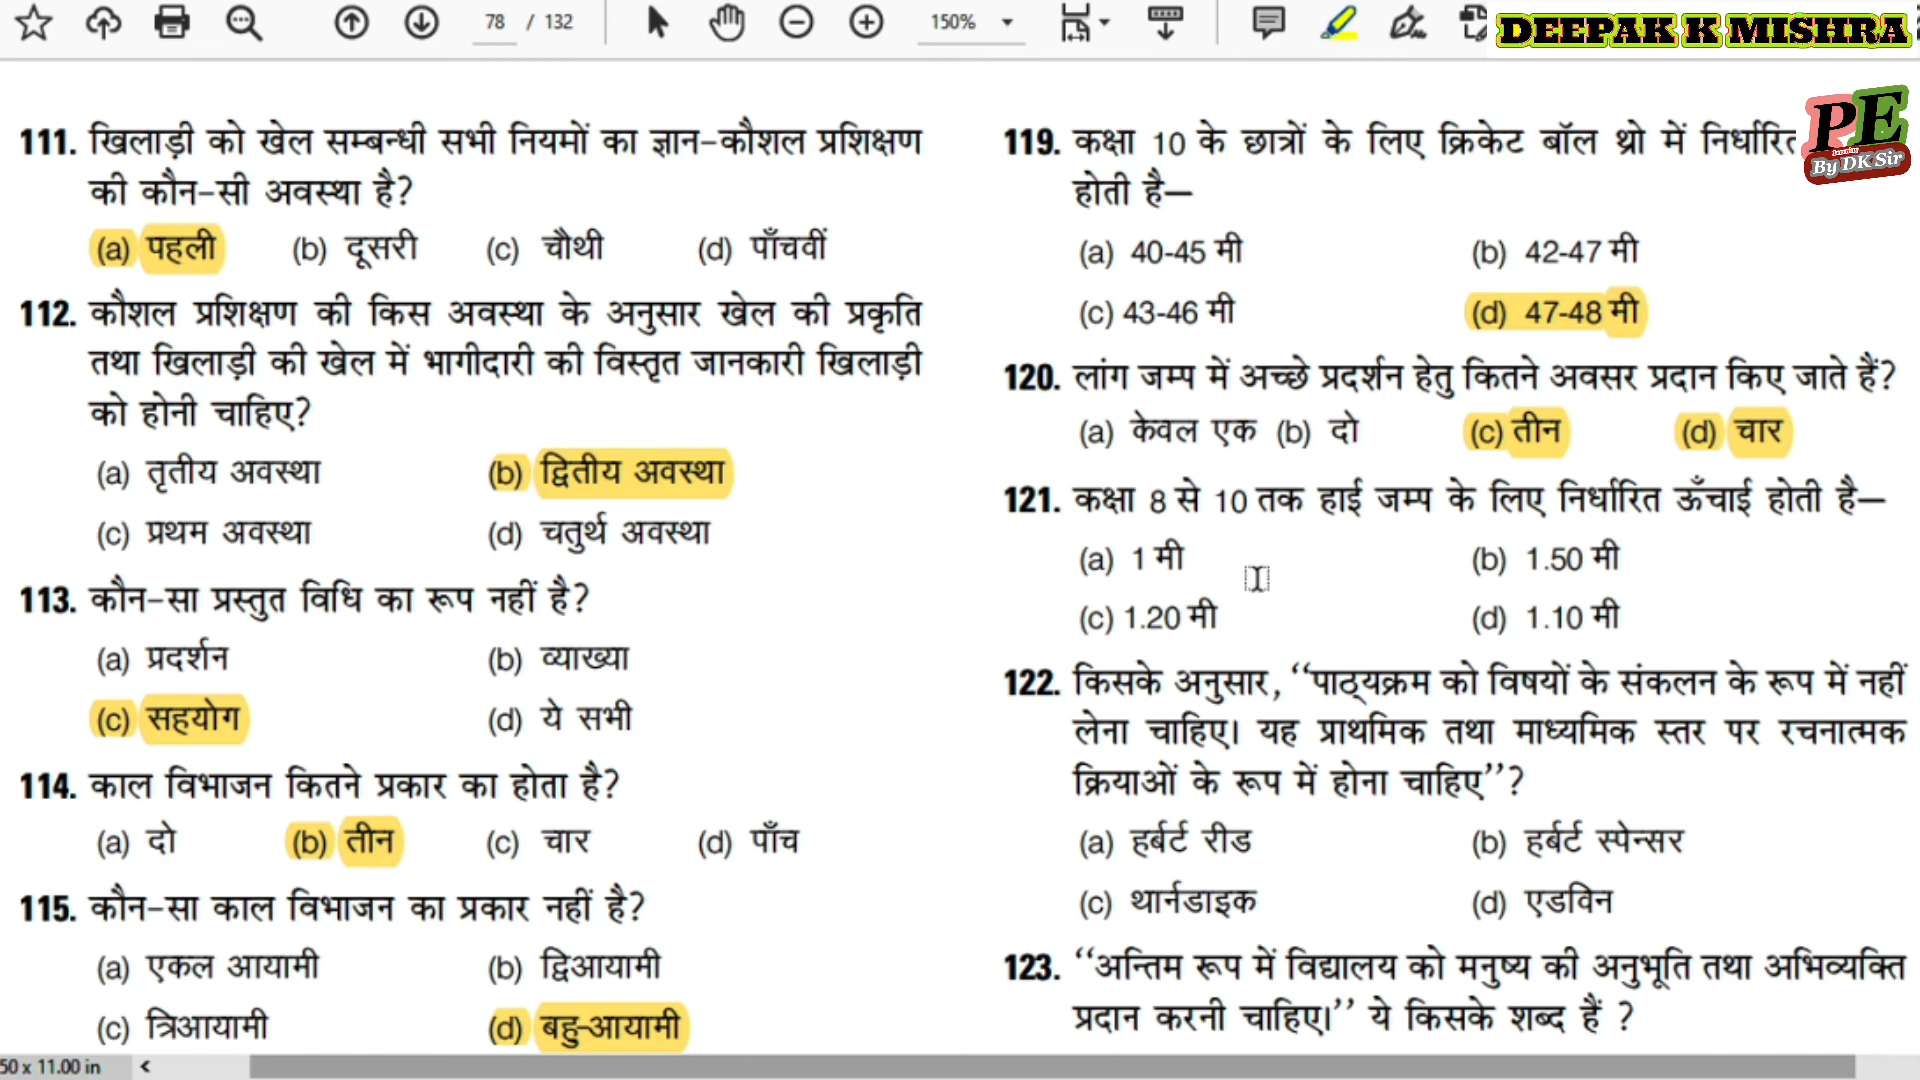 78 / 132
150%
DEEPAK K MISHRA
PE
By DK Sir
111. खिलाड़ी को खेल सम्बन्धी सभी नियमों का ज्ञान-कौशल प्रशिक्षण
की कौन-सी अवस्था है?
(a) पहली (b) दूसरी (c) चौथी (d) पाँचवीं
112. कौशल प्रशिक्षण की किस अवस्था के अनुसार खेल की प्रकृति
तथा खिलाड़ी की खेल में भागीदारी की विस्तृत जानकारी खिलाड़ी
को होनी चाहिए?
(a) तृतीय अवस्था (b) द्वितीय अवस्था
(c) प्रथम अवस्था (d) चतुर्थ अवस्था
113. कौन-सा प्रस्तुत विधि का रूप नहीं है?
(a) प्रदर्शन (b) व्याख्या
(c) सहयोग (d) ये सभी
114. काल विभाजन कितने प्रकार का होता है?
(a) दो (b) तीन (c) चार (d) पाँच
115. कौन-सा काल विभाजन का प्रकार नहीं है?
(a) एकल आयामी (b) द्विआयामी
(c) त्रिआयामी (d) बहु-आयामी
119. कक्षा 10 के छात्रों के लिए क्रिकेट बॉल थ्रो में निर्धारित
होती है—
(a) 40-45 मी (b) 42-47 मी
(c) 43-46 मी (d) 47-48 मी
120. लांग जम्प में अच्छे प्रदर्शन हेतु कितने अवसर प्रदान किए जाते हैं?
(a) केवल एक (b) दो (c) तीन (d) चार
121. कक्षा 8 से 10 तक हाई जम्प के लिए निर्धारित ऊँचाई होती है—
(a) 1 मी (b) 1.50 मी
(c) 1.20 मी (d) 1.10 मी
122. किसके अनुसार, ‘‘पाठ्यक्रम को विषयों के संकलन के रूप में नहीं
लेना चाहिए। यह प्राथमिक तथा माध्यमिक स्तर पर रचनात्मक
क्रियाओं के रूप में होना चाहिए’’?
(a) हर्बर्ट रीड (b) हर्बर्ट स्पेन्सर
(c) थार्नडाइक (d) एडविन
123. ‘‘अन्तिम रूप में विद्यालय को मनुष्य की अनुभूति तथा अभिव्यक्ति
प्रदान करनी चाहिए।’’ ये किसके शब्द हैं ?
50 x 11.00 in